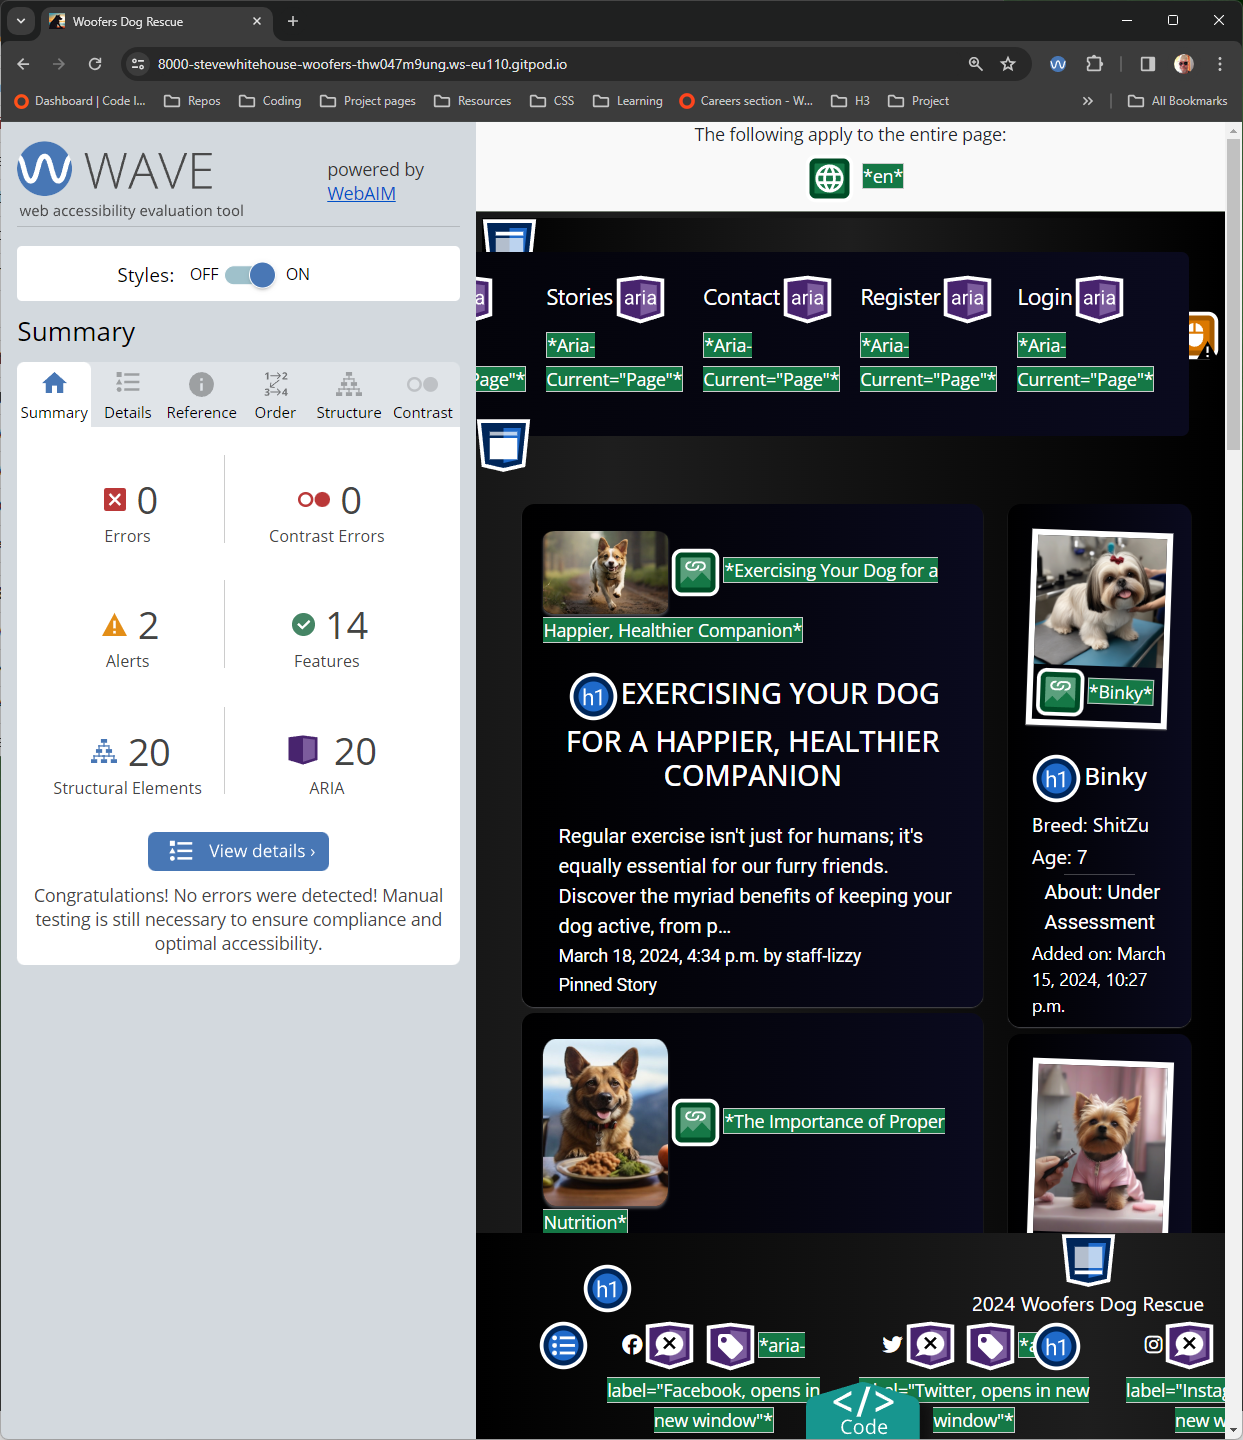 Woofers Dog Rescue
8000-stevewhitehouse-woofers-thw047m9ung.ws-eu110.gitpod.io
Dashboard | Code I...
Repos
Coding
Project pages
Resources
CSS
Learning
Careers section - W...
H3
Project
»
All Bookmarks
WAVE
web accessibility evaluation tool
powered by
WebAIM
Styles: OFF ON
Summary
Summary
Details
Reference
Order
Structure
Contrast
0
Errors
0
Contrast Errors
2
Alerts
14
Features
20
Structural Elements
20
ARIA
View details ›
Congratulations! No errors were detected! Manual
testing is still necessary to ensure compliance and
optimal accessibility.
The following apply to the entire page:
*en*
Page"*
Stories aria
*Aria-
Current="Page"*
Contact aria
*Aria-
Current="Page"*
Register aria
*Aria-
Current="Page"*
Login aria
*Aria-
Current="Page"*
*Exercising Your Dog for a
Happier, Healthier Companion*
h1 EXERCISING YOUR DOG
FOR A HAPPIER, HEALTHIER
COMPANION
Regular exercise isn't just for humans; it's
equally essential for our furry friends.
Discover the myriad benefits of keeping your
dog active, from p...
March 18, 2024, 4:34 p.m. by staff-lizzy
Pinned Story
*Binky*
h1 Binky
Breed: ShitZu
Age: 7
About: Under
Assessment
Added on: March
15, 2024, 10:27
p.m.
*The Importance of Proper
Nutrition*
h1
2024 Woofers Dog Rescue
*aria-
label="Facebook, opens in
new window"*
h1
label="Twitter, opens in new
window"*
label="Insta
new w
</> Code